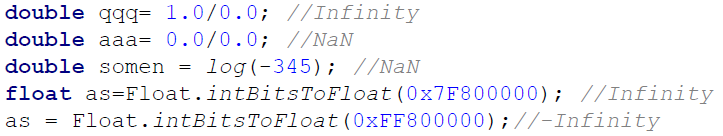 double qqq= 1.0/0.0; //Infinity
double aaa= 0.0/0.0; //NaN
double somen = log(-345); //NaN
float as=Float.intBitsToFloat(0x7F800000); //Infinity
as = Float.intBitsToFloat(0xFF800000);//-Infinity